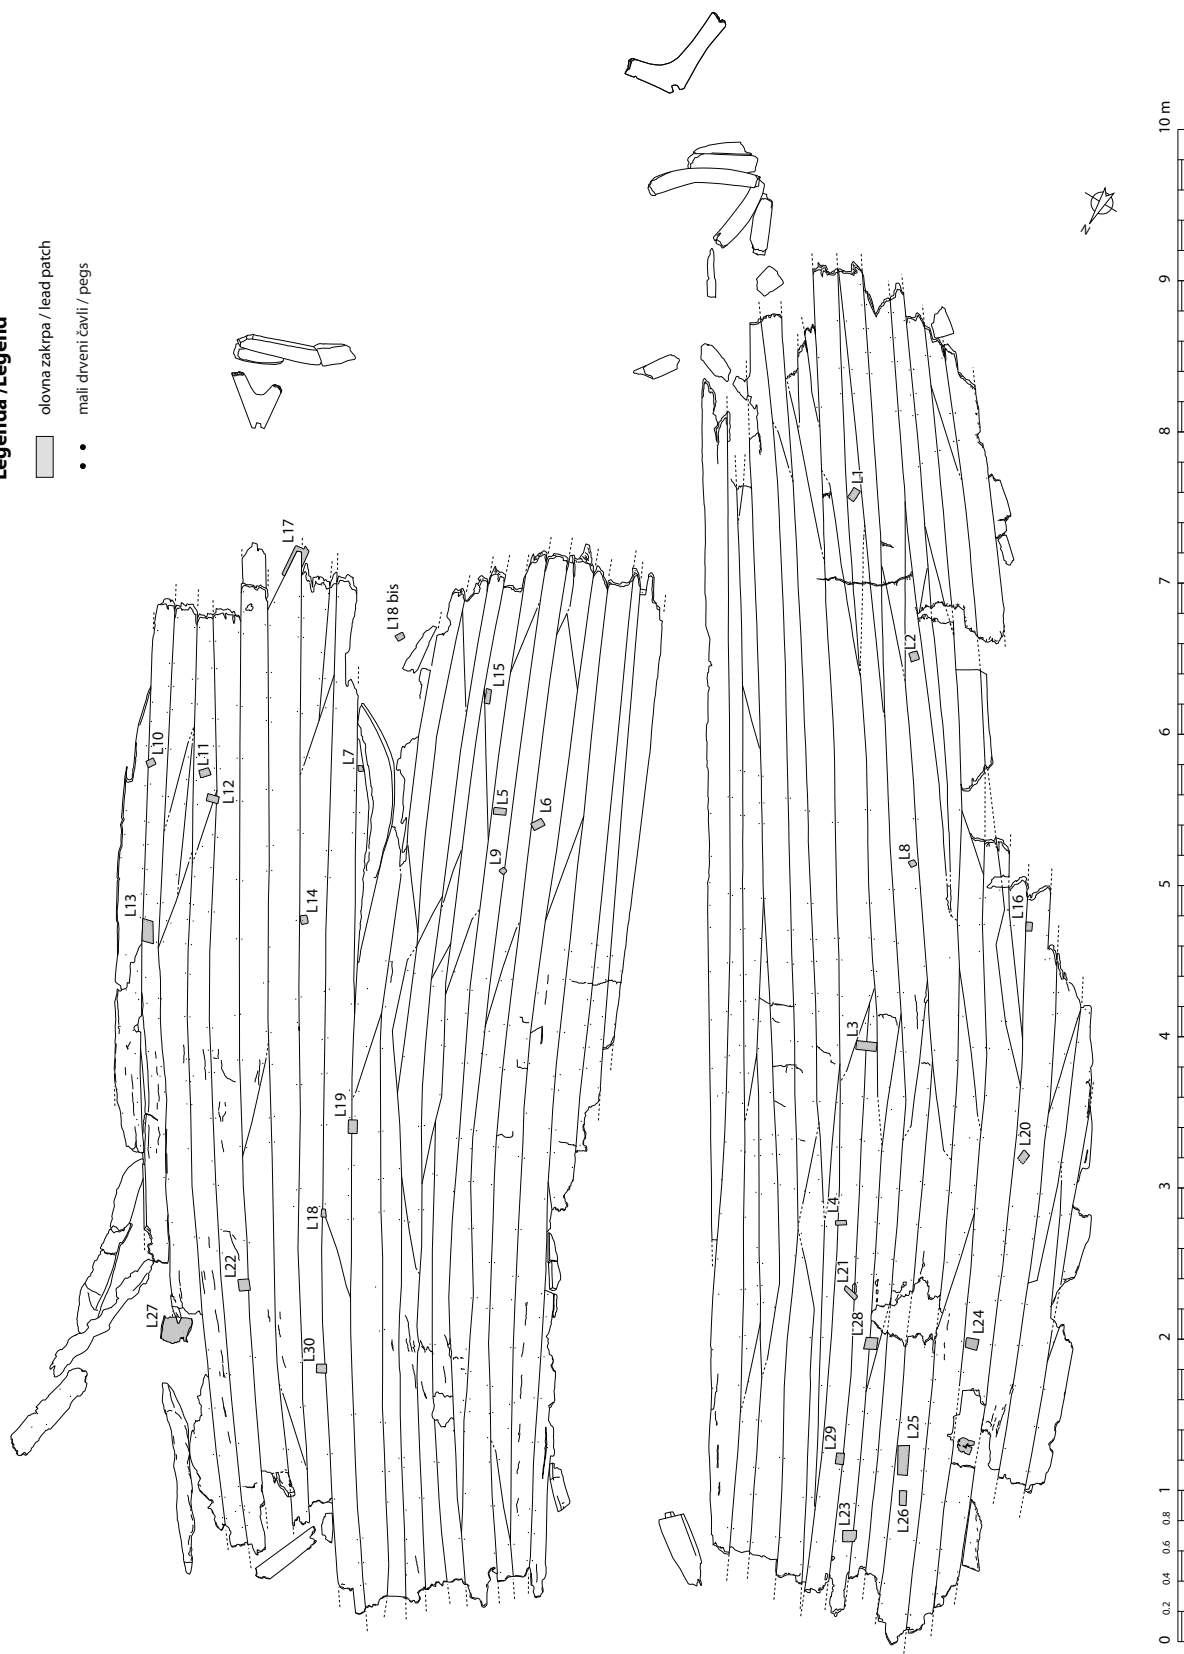 Legenda / Legend
olovna zakrpa / lead patch
mali drveni čavli / pegs
L17
L18 bis
L15
L10
L11
L12
L7
L5
L6
L9
L13
L14
L19
L18
L22
L27
L30
L1
L2
L8
L16
L3
L20
L4
L21
L28
L24
L29
L25
L23
L26
N
0 0.2 0.4 0.6 0.8 1 2 3 4 5 6 7 8 9 10 m